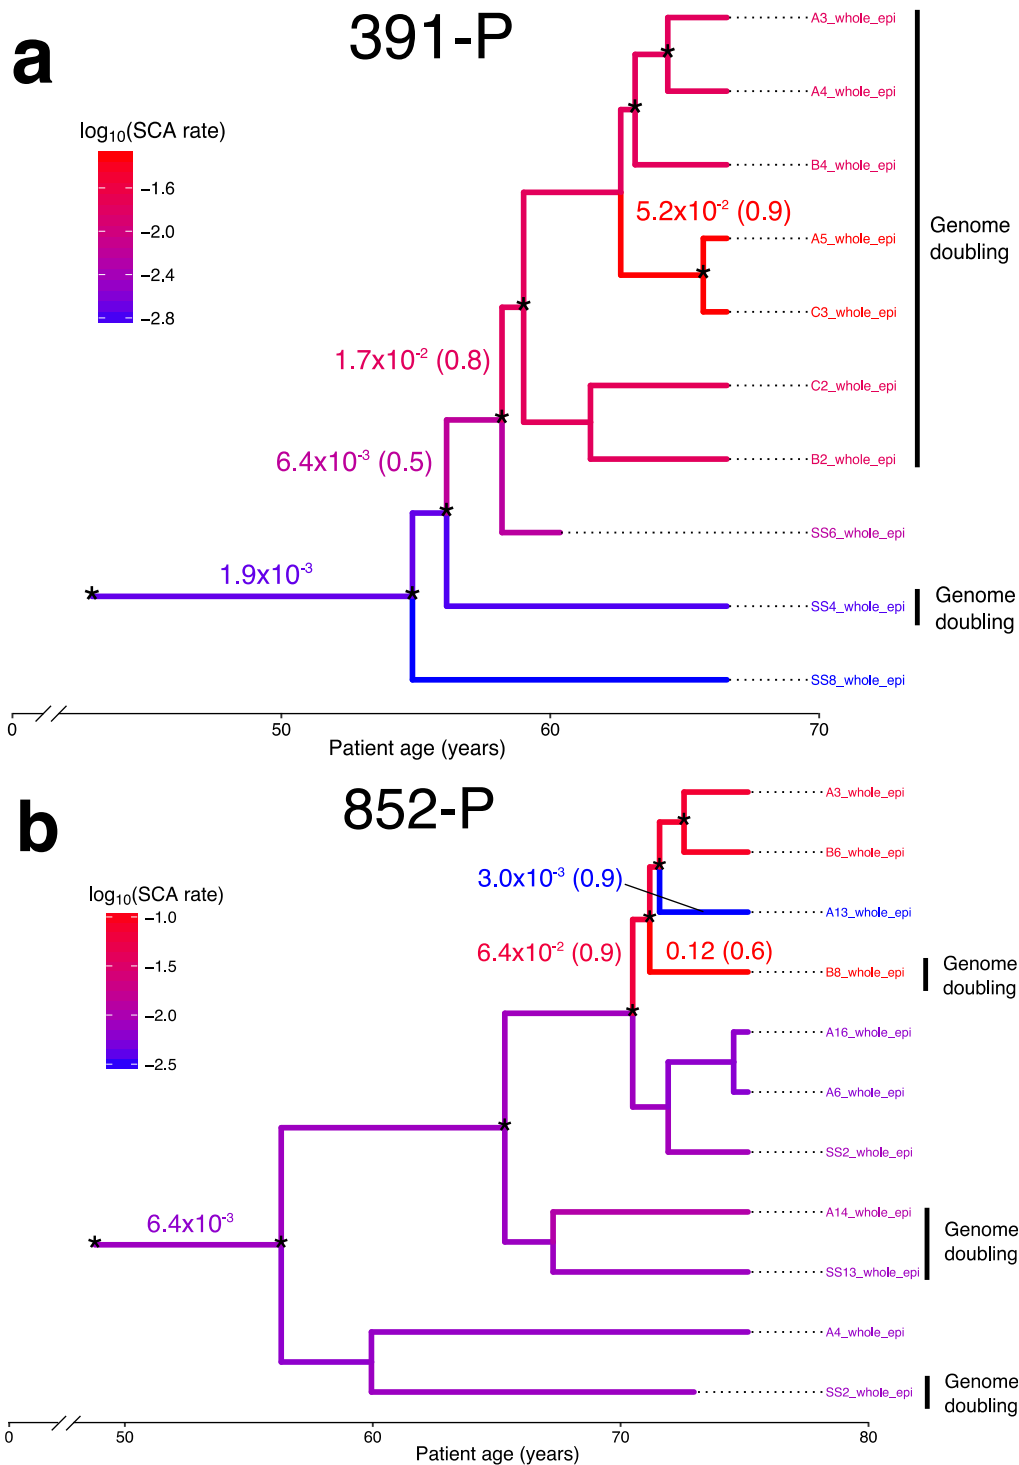 a
391-P
log₁₀(SCA rate)
−1.6
−2.0
−2.4
−2.8
A3_whole_epi
A4_whole_epi
B4_whole_epi
5.2x10⁻² (0.9)
A5_whole_epi
C3_whole_epi
Genome
doubling
1.7x10⁻² (0.8)
C2_whole_epi
6.4x10⁻³ (0.5)
B2_whole_epi
SS6_whole_epi
1.9x10⁻³
SS4_whole_epi
Genome
doubling
SS8_whole_epi
0 50 60 70
Patient age (years)
b
852-P
log₁₀(SCA rate)
−1.0
−1.5
−2.0
−2.5
A3_whole_epi
B6_whole_epi
3.0x10⁻³ (0.9)
A13_whole_epi
6.4x10⁻² (0.9)
0.12 (0.6)
B8_whole_epi
Genome
doubling
A16_whole_epi
A6_whole_epi
SS2_whole_epi
6.4x10⁻³
A14_whole_epi
SS13_whole_epi
Genome
doubling
A4_whole_epi
SS2_whole_epi
Genome
doubling
0 50 60 70 80
Patient age (years)